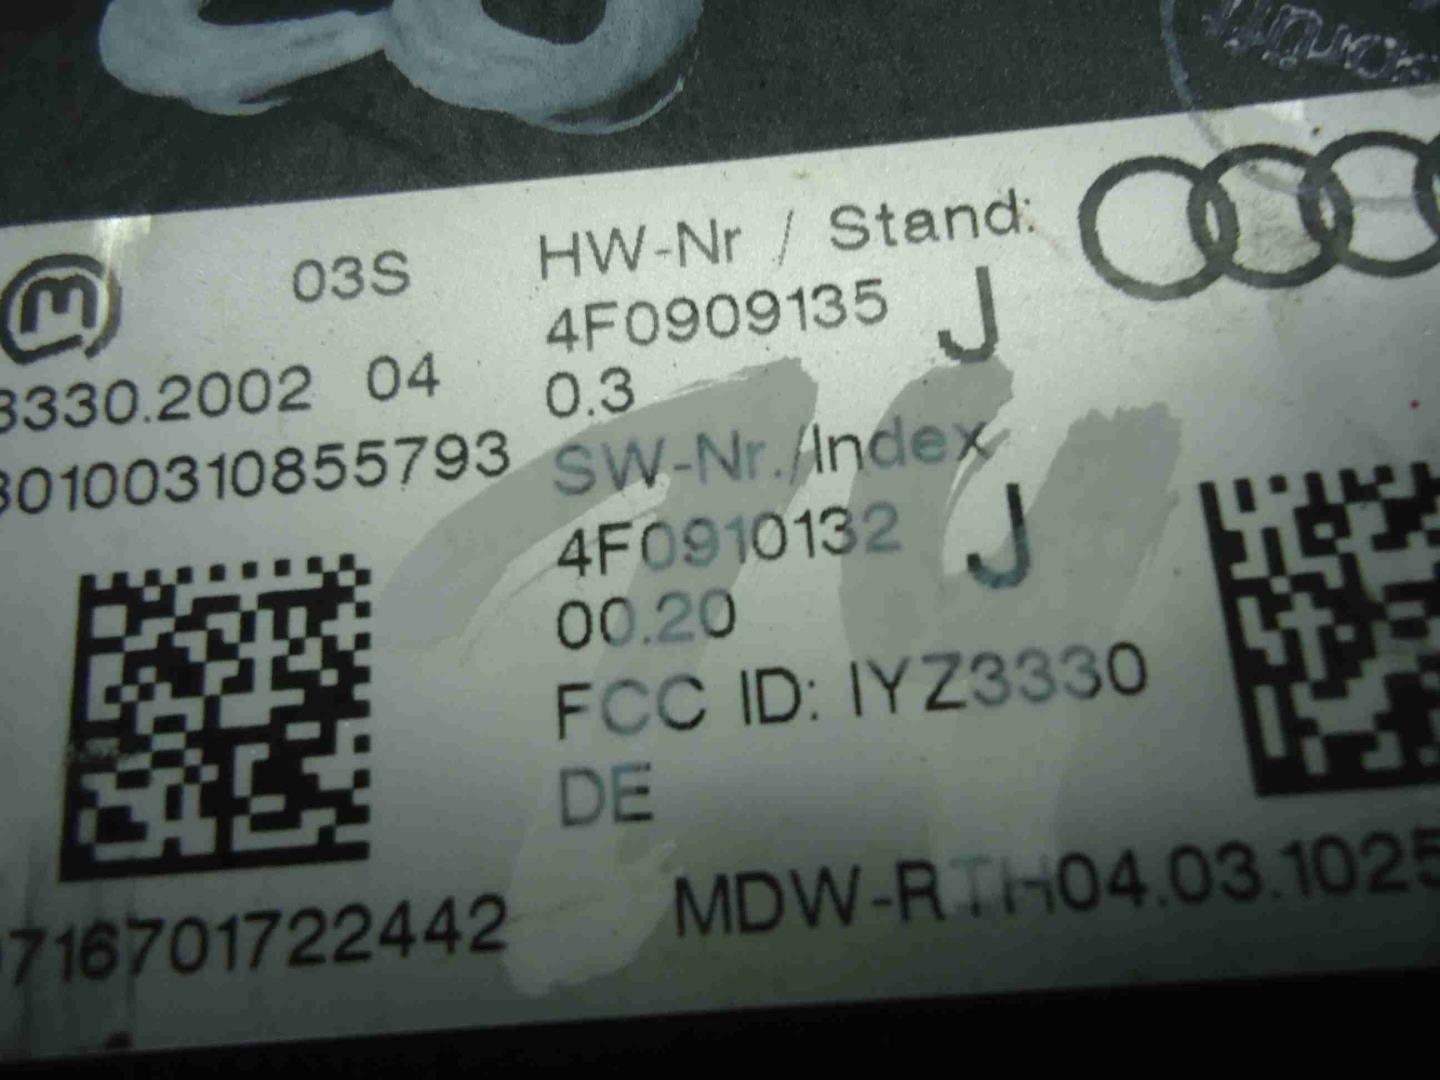 03S
3330.2002 04
30100310855793
HW-Nr / Stand:
4F0909135 J
0.3
SW-Nr./Index
4F0910132 J
00.20
FCC ID: IYZ3330
DE
716701722442
MDW-RTH04.03.1025